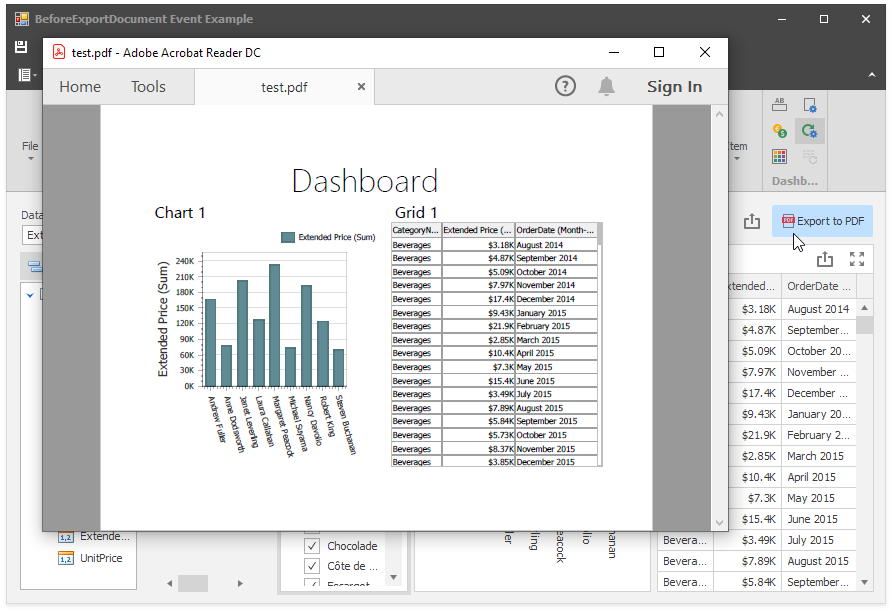 BeforeExportDocument Event Example
test.pdf - Adobe Acrobat Reader DC
Home Tools test.pdf × ? Sign In
File
tem
AB
Dashb...
Data
Ext
Export to PDF
Dashboard
Chart 1 Grid 1
Extended Price (Sum)
Extended Price (Sum)
240K
210K
180K
150K
120K
90K
60K
30K
0K
Andrew Fuller
Anne Dodsworth
Janet Leverling
Laura Callahan
Margaret Peacock
Michael Suyama
Nancy Davolio
Robert King
Steven Buchanan
CategoryN... Extended Price (... OrderDate (Month-...
Beverages $3.18K August 2014
Beverages $4.87K September 2014
Beverages $5.09K October 2014
Beverages $7.97K November 2014
Beverages $17.4K December 2014
Beverages $9.43K January 2015
Beverages $21.9K February 2015
Beverages $2.85K March 2015
Beverages $10.4K April 2015
Beverages $7.3K May 2015
Beverages $15.4K June 2015
Beverages $3.49K July 2015
Beverages $7.89K August 2015
Beverages $5.84K September 2015
Beverages $5.73K October 2015
Beverages $8.37K November 2015
Beverages $3.85K December 2015
xtended... OrderDate ...
$3.18K August 2014
$4.87K September...
$5.09K October 20...
$7.97K November ...
$17.4K December ...
$9.43K January 20...
$21.9K February 2...
$2.85K March 2015
$10.4K April 2015
$7.3K May 2015
$15.4K June 2015
Bevera... $3.49K July 2015
Bevera... $7.89K August 2015
Bevera... $5.84K September...
1,2 Extende...
1,2 UnitPrice
Chocolade
Côte de ...
Escargot
ler
ling
eacock
olio
hanan